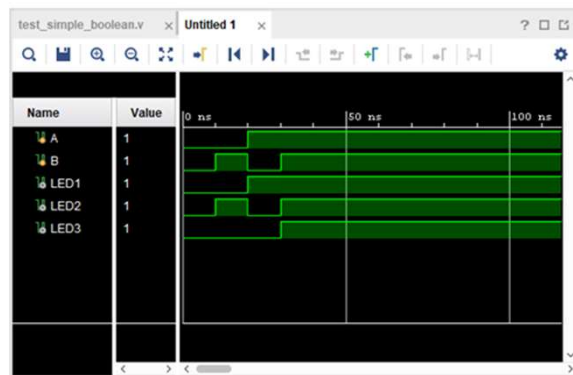 test_simple_boolean.v × Untitled 1 × ?
Name Value 0 ns 50 ns 100 ns
A 1
B 1
LED1 1
LED2 1
LED3 1